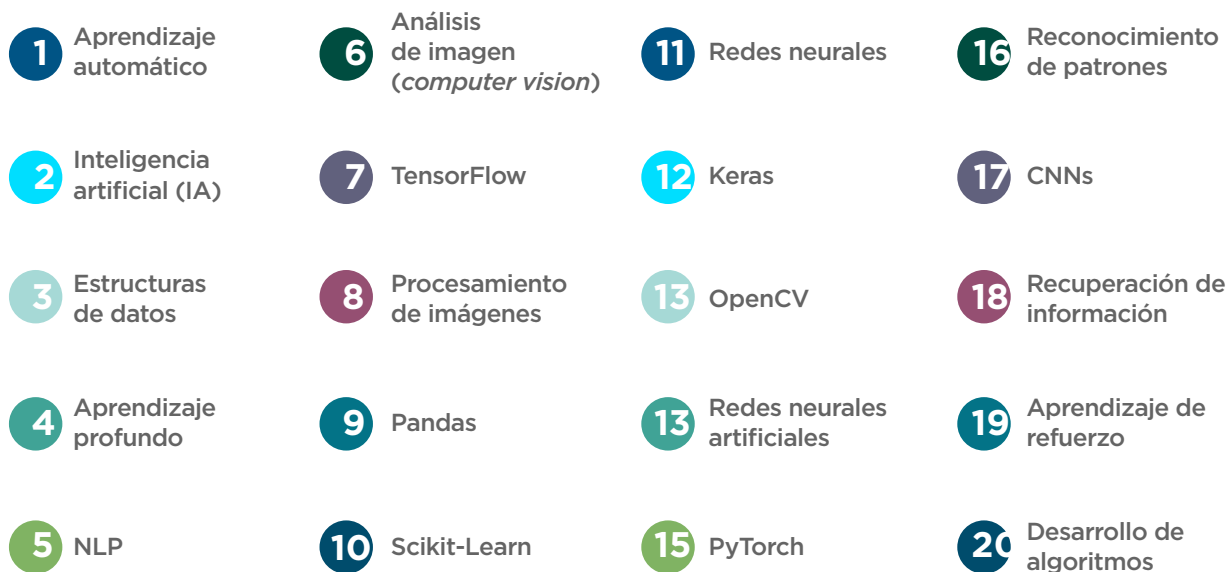 1 Aprendizaje
automático
2 Inteligencia
artificial (IA)
3 Estructuras
de datos
4 Aprendizaje
profundo
5 NLP
6 Análisis
de imagen
(computer vision)
7 TensorFlow
8 Procesamiento
de imágenes
9 Pandas
10 Scikit-Learn
11 Redes neurales
12 Keras
13 OpenCV
13 Redes neurales
artificiales
15 PyTorch
16 Reconocimiento
de patrones
17 CNNs
18 Recuperación de
información
19 Aprendizaje de
refuerzo
20 Desarrollo de
algoritmos